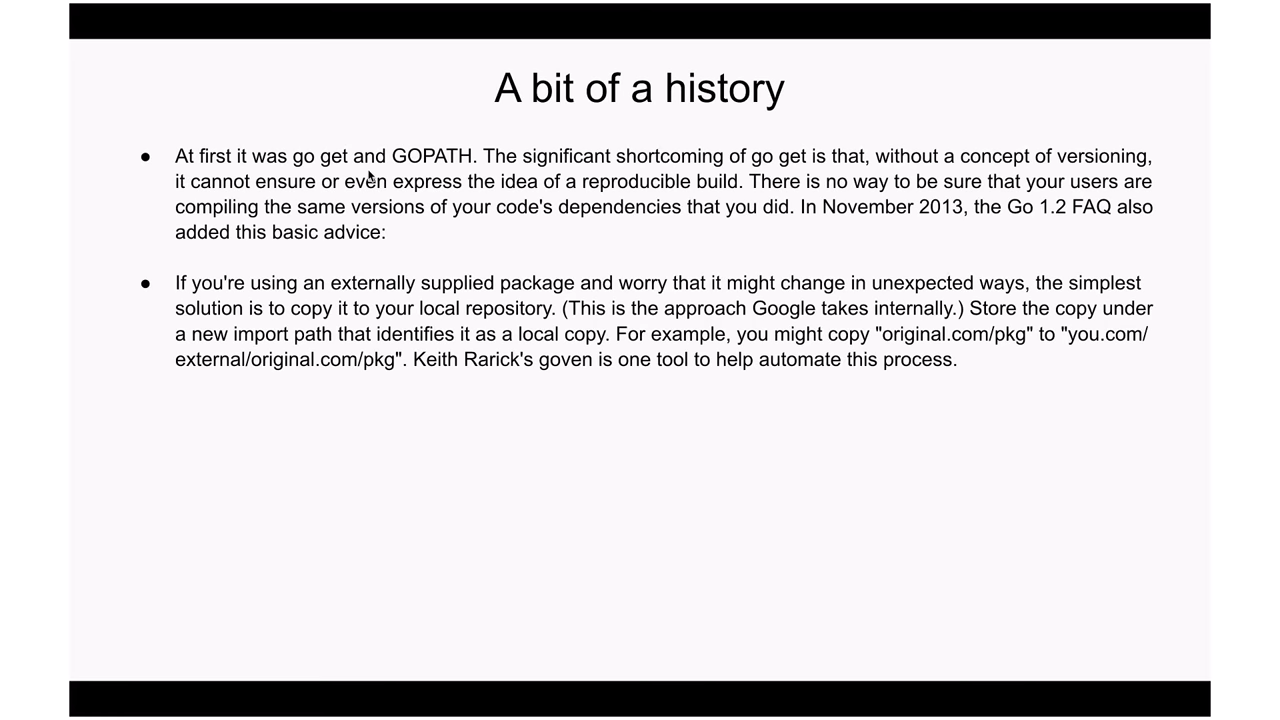 A bit of a history
● At first it was go get and GOPATH. The significant shortcoming of go get is that, without a concept of versioning,
it cannot ensure or even express the idea of a reproducible build. There is no way to be sure that your users are
compiling the same versions of your code's dependencies that you did. In November 2013, the Go 1.2 FAQ also
added this basic advice:
● If you're using an externally supplied package and worry that it might change in unexpected ways, the simplest
solution is to copy it to your local repository. (This is the approach Google takes internally.) Store the copy under
a new import path that identifies it as a local copy. For example, you might copy "original.com/pkg" to "you.com/
external/original.com/pkg". Keith Rarick's goven is one tool to help automate this process.